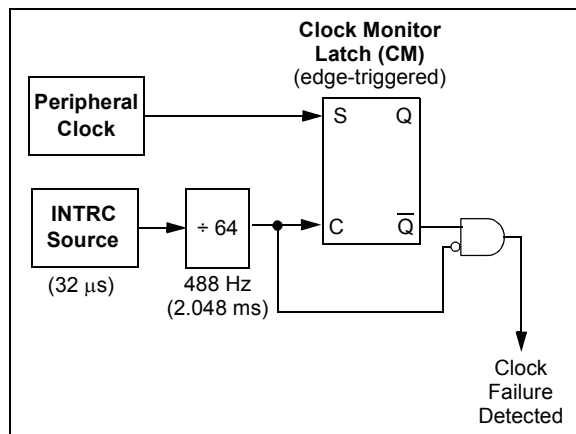 Clock Monitor
Latch (CM)
(edge-triggered)
Peripheral
Clock
S
Q
INTRC
Source
÷ 64
C
Q̅
(32 μs)
488 Hz
(2.048 ms)
Clock
Failure
Detected